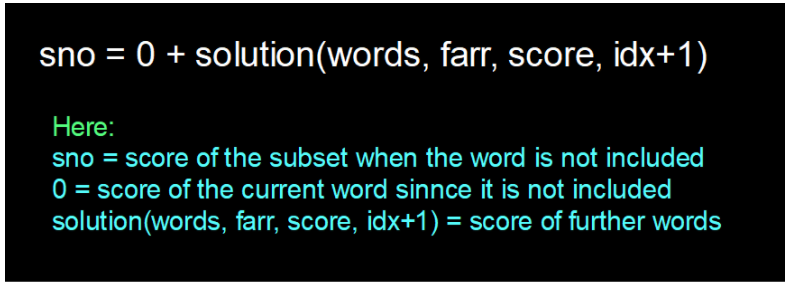 sno = 0 + solution(words, farr, score, idx+1)
Here:
sno = score of the subset when the word is not included
0 = score of the current word sinnce it is not included
solution(words, farr, score, idx+1) = score of further words